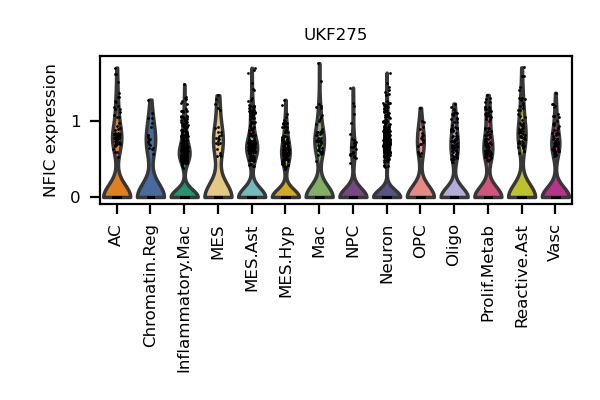 UKF275
NFIC expression
1
0
AC
Chromatin.Reg
Inflammatory.Mac
MES
MES.Ast
MES.Hyp
Mac
NPC
Neuron
OPC
Oligo
Prolif.Metab
Reactive.Ast
Vasc